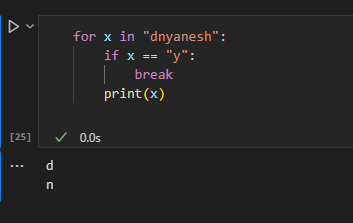 for x in "dnyanesh":
    if x == "y":
        break
    print(x)
[25]
0.0s
...
d
n